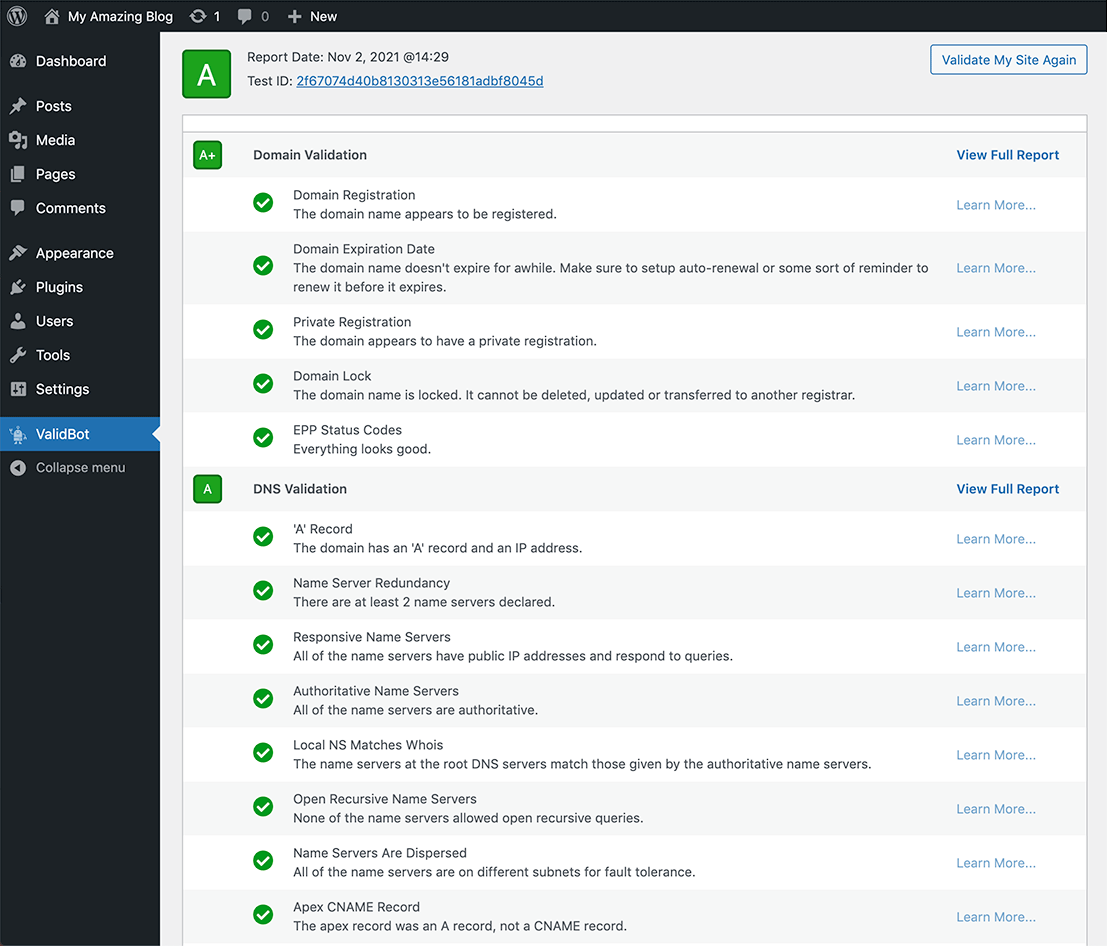 My Amazing Blog 1 0 New
Dashboard
Posts
Media
Pages
Comments
Appearance
Plugins
Users
Tools
Settings
ValidBot
Collapse menu
A
Report Date: Nov 2, 2021 @14:29
Test ID: 2f67074d40b8130313e56181adbf8045d
Validate My Site Again
A+ Domain Validation View Full Report
Domain Registration
The domain name appears to be registered.
Learn More...
Domain Expiration Date
The domain name doesn't expire for awhile. Make sure to setup auto-renewal or some sort of reminder to
renew it before it expires.
Learn More...
Private Registration
The domain appears to have a private registration.
Learn More...
Domain Lock
The domain name is locked. It cannot be deleted, updated or transferred to another registrar.
Learn More...
EPP Status Codes
Everything looks good.
Learn More...
A DNS Validation View Full Report
'A' Record
The domain has an 'A' record and an IP address.
Learn More...
Name Server Redundancy
There are at least 2 name servers declared.
Learn More...
Responsive Name Servers
All of the name servers have public IP addresses and respond to queries.
Learn More...
Authoritative Name Servers
All of the name servers are authoritative.
Learn More...
Local NS Matches Whois
The name servers at the root DNS servers match those given by the authoritative name servers.
Learn More...
Open Recursive Name Servers
None of the name servers allowed open recursive queries.
Learn More...
Name Servers Are Dispersed
All of the name servers are on different subnets for fault tolerance.
Learn More...
Apex CNAME Record
The apex record was an A record, not a CNAME record.
Learn More...